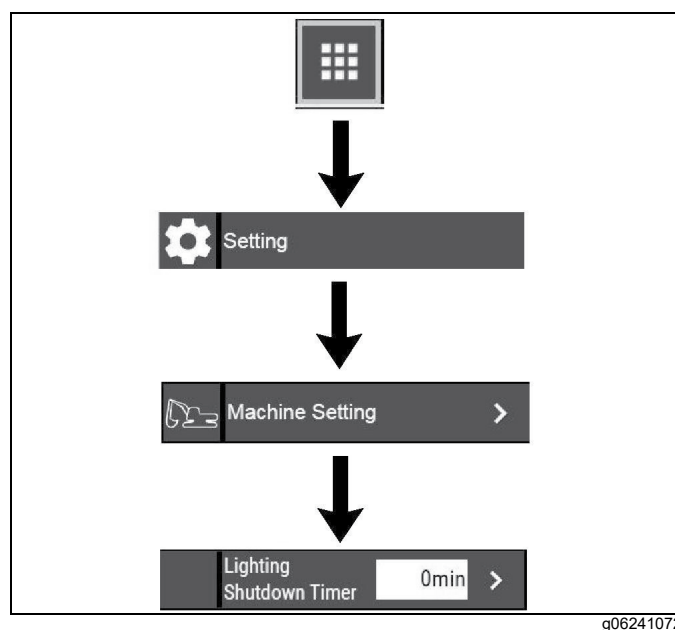 Setting
Machine Setting
Lighting
Shutdown Timer
0min
g06241072